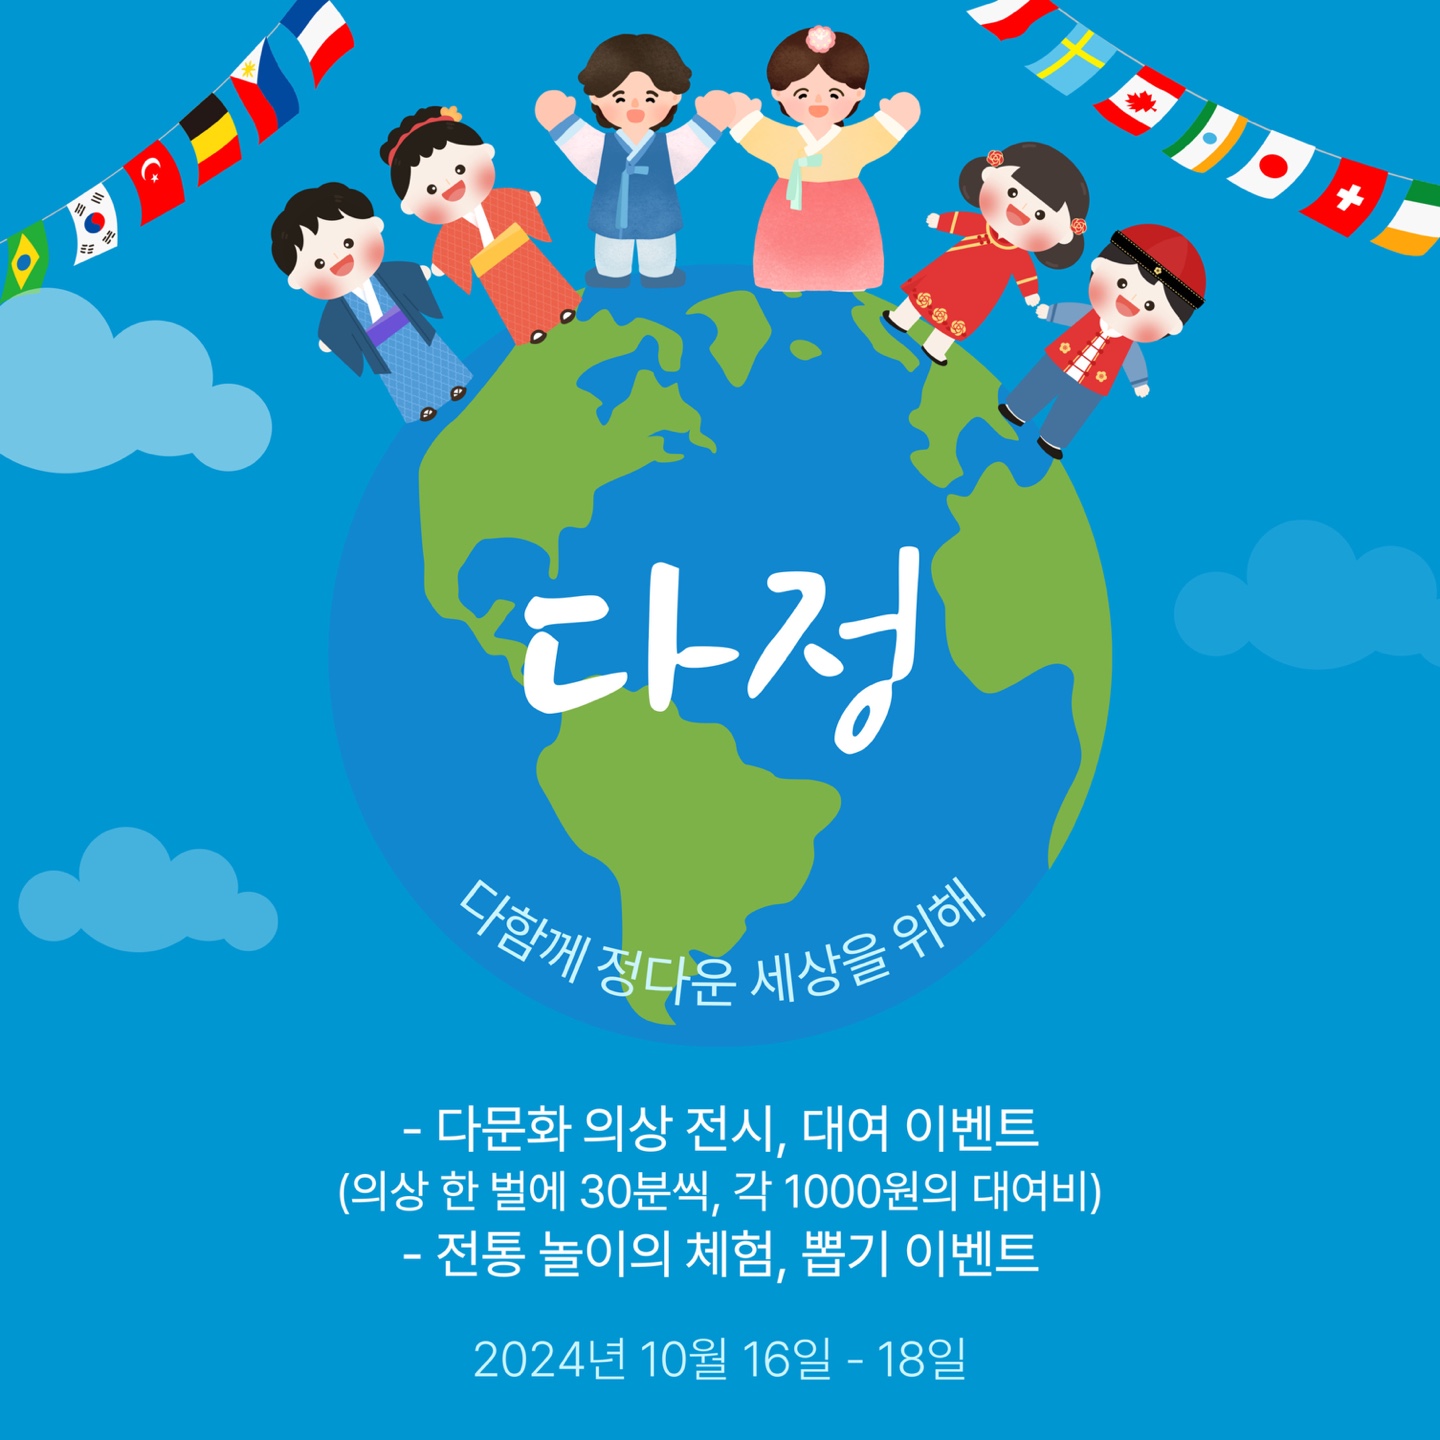 다정
다함께 정다운 세상을 위해
- 다문화 의상 전시, 대여 이벤트
(의상 한 벌에 30분씩, 각 1000원의 대여비)
- 전통 놀이의 체험, 뽑기 이벤트
2024년 10월 16일 - 18일